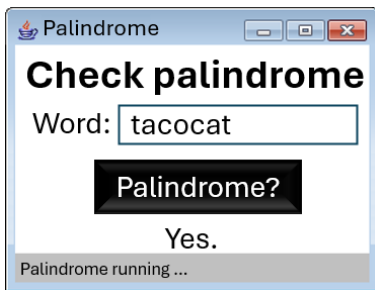 Palindrome
Check palindrome
Word: tacocat
Palindrome?
Yes.
Palindrome running ...